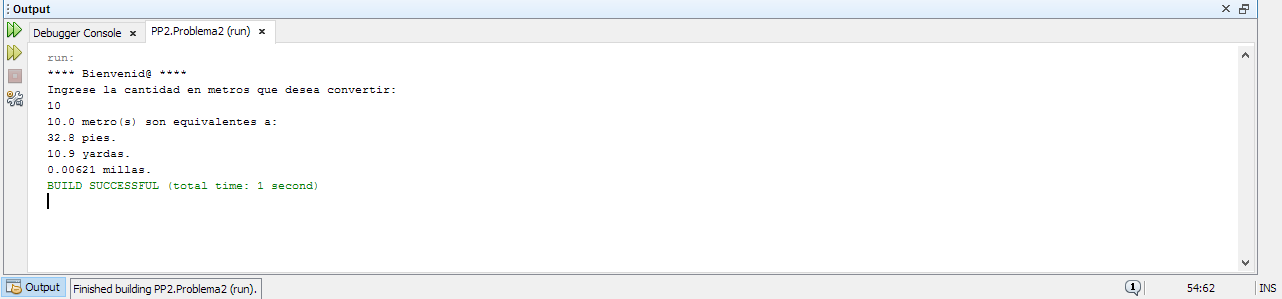 Output
Debugger Console × PP2.Problema2 (run) ×
run:
**** Bienvenid@ ****
Ingrese la cantidad en metros que desea convertir:
10
10.0 metro(s) son equivalentes a:
32.8 pies.
10.9 yardas.
0.00621 millas.
BUILD SUCCESSFUL (total time: 1 second)
Output Finished building PP2.Problema2 (run). 1 54:62 INS